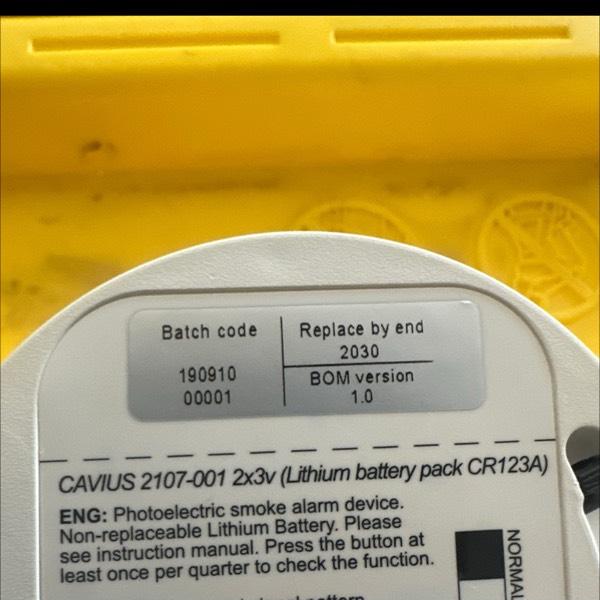 Batch code
190910
00001
Replace by end
2030
BOM version
1.0
CAVIUS 2107-001 2x3v (Lithium battery pack CR123A)
ENG: Photoelectric smoke alarm device.
Non-replaceable Lithium Battery. Please
see instruction manual. Press the button at
least once per quarter to check the function.
NORMAL